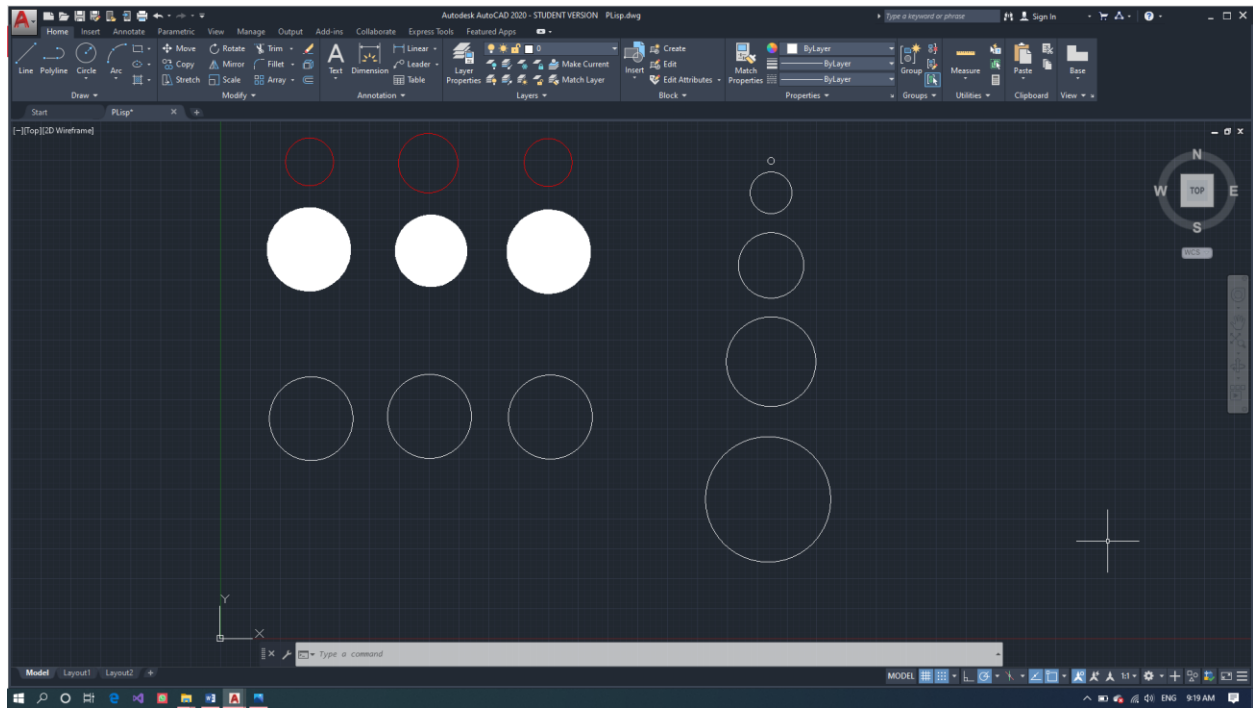 Autodesk AutoCAD 2020 - STUDENT VERSION PLisp.dwg
Type a keyword or phrase
Sign In
Home Insert Annotate Parametric View Manage Output Add-ins Collaborate Express Tools Featured Apps
Line Polyline Circle Arc
Move Rotate Trim
Copy Mirror Fillet
Stretch Scale Array
Text Dimension
Linear
Leader
Table
Layer Properties
0
Make Current
Match Layer
Insert
Create
Edit
Edit Attributes
Match Properties
ByLayer
ByLayer
ByLayer
Group
Measure
Paste
Base
Draw Modify Annotation Layers Block Properties Groups Utilities Clipboard View
Start PLisp*
[-][Top][2D Wireframe]
N
W TOP E
S
WCS
Y
X
Type a command
Model Layout1 Layout2 +
MODEL
1:1
ENG 9:19 AM